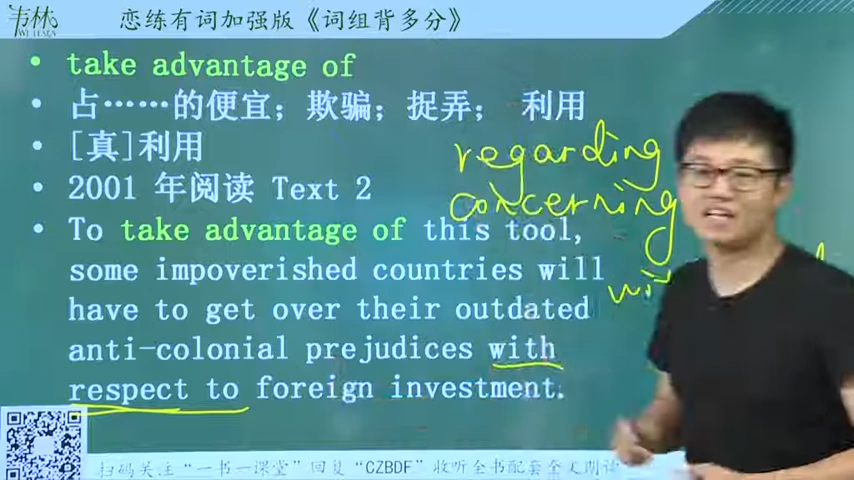 韦林
WE LEARN
恋练有词加强版《词组背多分》
• take advantage of
• 占……的便宜；欺骗；捉弄； 利用
• [真]利用
• 2001 年阅读 Text 2
• To take advantage of this tool,
some impoverished countries will
have to get over their outdated
anti-colonial prejudices with
respect to foreign investment.
regarding
concerning
扫码关注“一书一课堂”回复“CZBDF”收听全书配套全文朗读